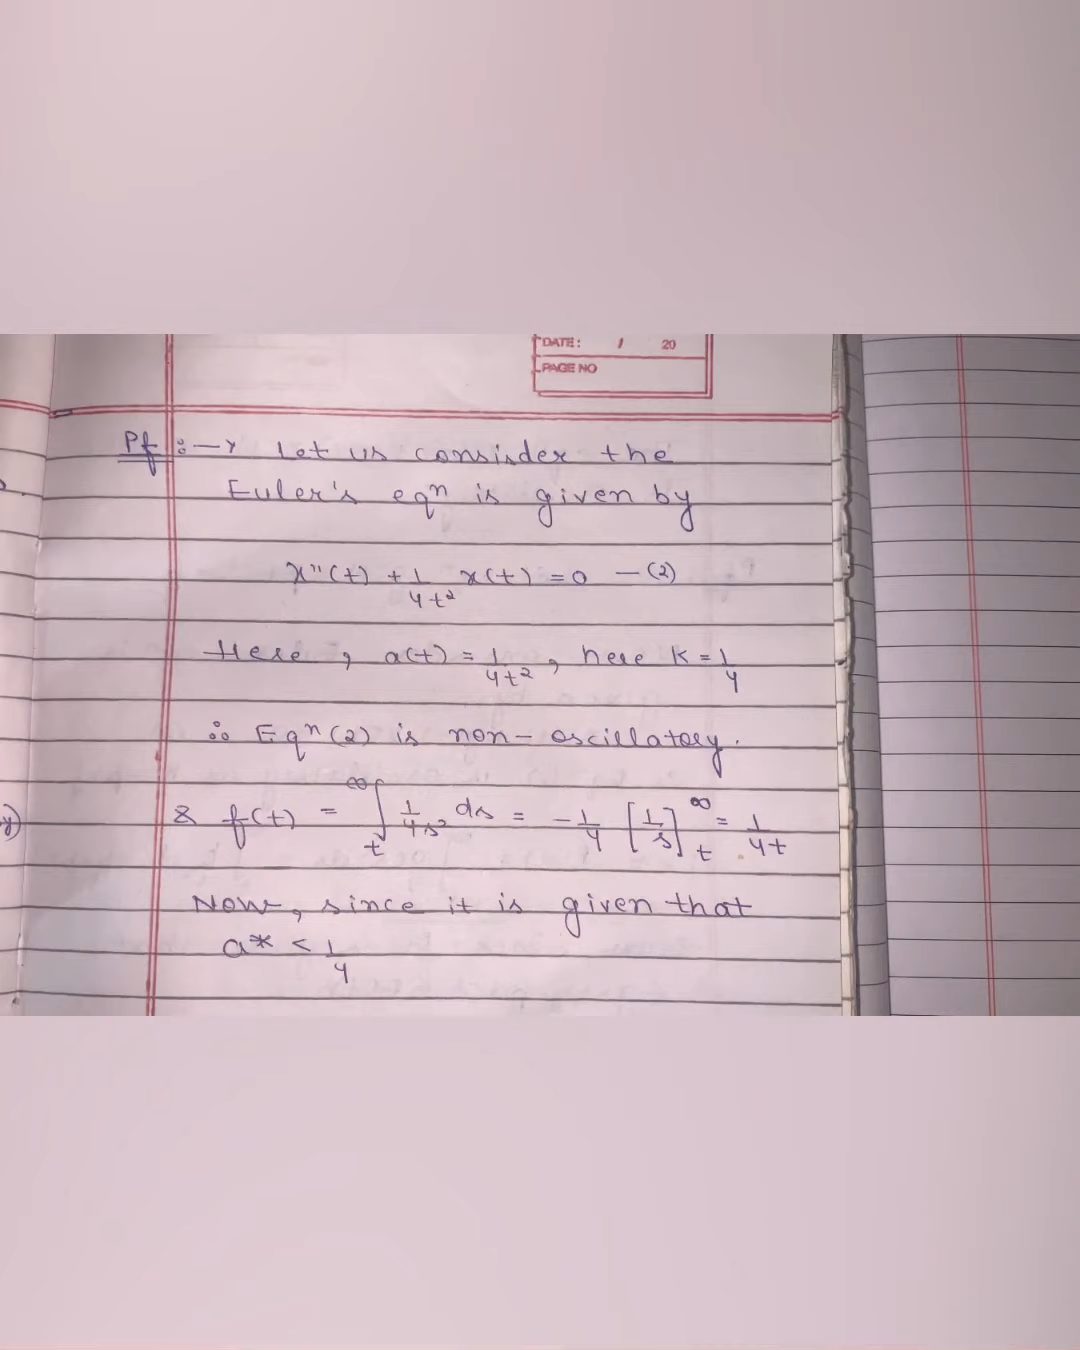 DATE: / 20
PAGE NO
Pf :→ Let us consinder the
Euler's eqⁿ is given by
x''(t) + 1/4t² x(t) = 0 — (2)
Here, a(t) = 1/4t², here K = 1/4
∴ Eqⁿ (2) is non-oscillatory.
& f(t) = ∫ₜ^∞ 1/4s² ds = -1/4 [1/s]ₜ^∞ = 1/4t
Now, since it is given that
a* < 1/4